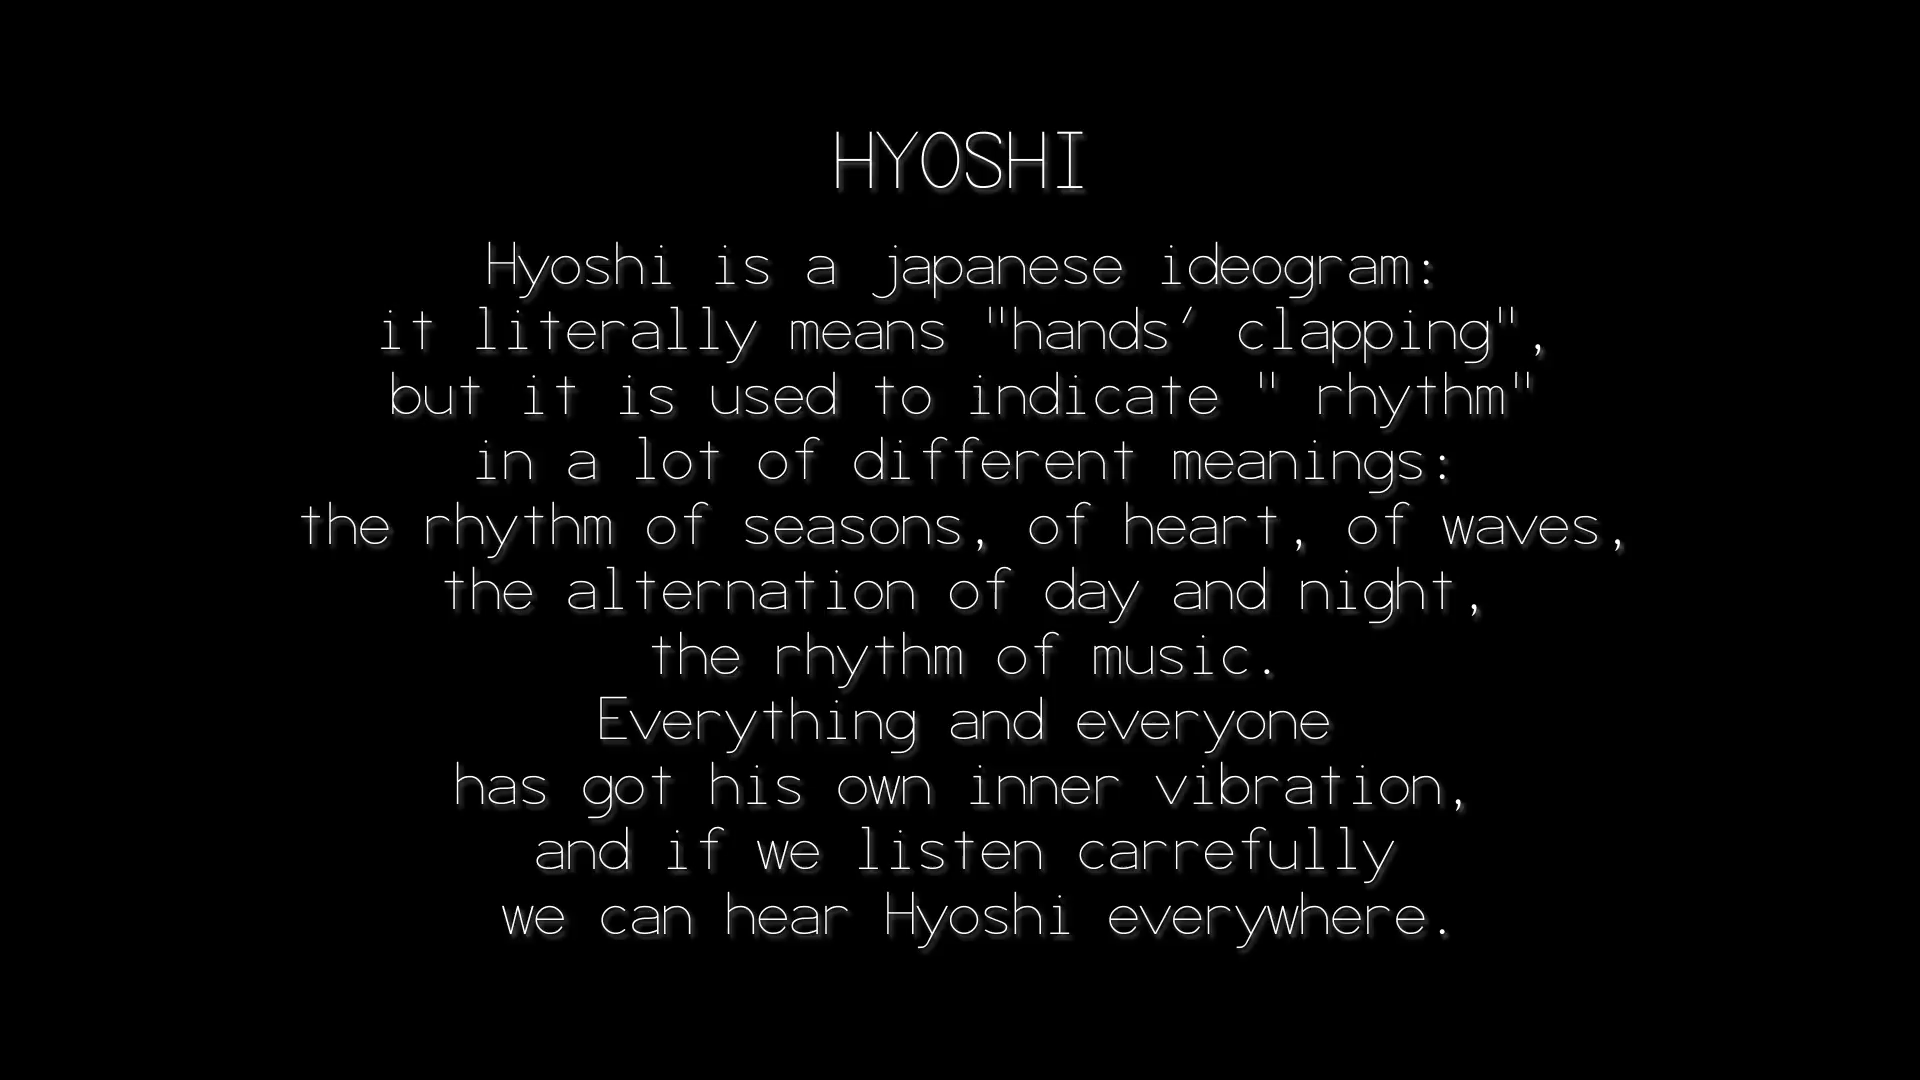 HYOSHI
Hyoshi is a japanese ideogram:
it literally means "hands' clapping",
but it is used to indicate " rhythm"
in a lot of different meanings:
the rhythm of seasons, of heart, of waves,
the alternation of day and night,
the rhythm of music.
Everything and everyone
has got his own inner vibration,
and if we listen carrefully
we can hear Hyoshi everywhere.